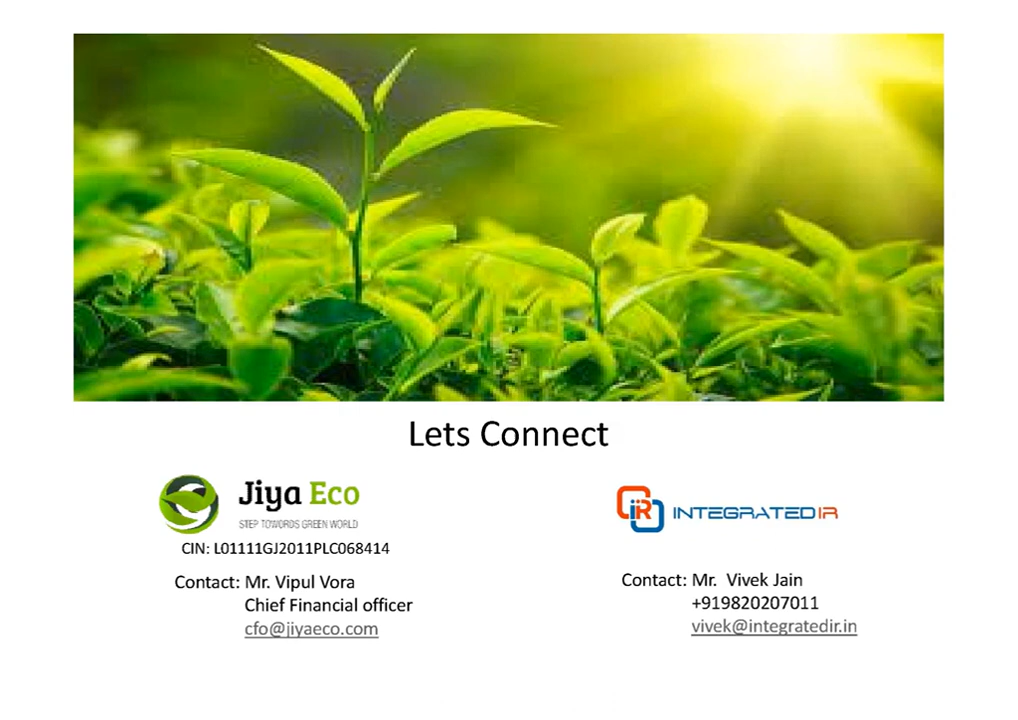 Lets Connect
Jiya Eco
STEP TOWORDS GREEN WORLD
CIN: L01111GJ2011PLC068414
Contact: Mr. Vipul Vora
Chief Financial officer
cfo@jiyaeco.com
iR INTEGRATEDIR
Contact: Mr. Vivek Jain
+919820207011
vivek@integratedir.in